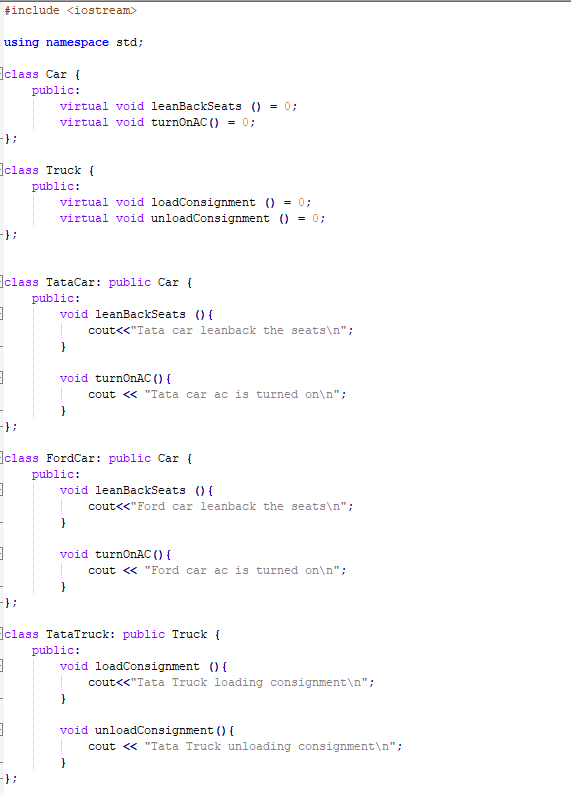 #include <iostream>
using namespace std;
class Car {
public:
virtual void leanBackSeats () = 0;
virtual void turnOnAC() = 0;
};
class Truck {
public:
virtual void loadConsignment () = 0;
virtual void unloadConsignment () = 0;
};
class TataCar: public Car {
public:
void leanBackSeats (){
cout<<"Tata car leanback the seats\n";
}
void turnOnAC(){
cout << "Tata car ac is turned on\n";
}
};
class FordCar: public Car {
public:
void leanBackSeats (){
cout<<"Ford car leanback the seats\n";
}
void turnOnAC(){
cout << "Ford car ac is turned on\n";
}
};
class TataTruck: public Truck {
public:
void loadConsignment (){
cout<<"Tata Truck loading consignment\n";
}
void unloadConsignment(){
cout << "Tata Truck unloading consignment\n";
}
};